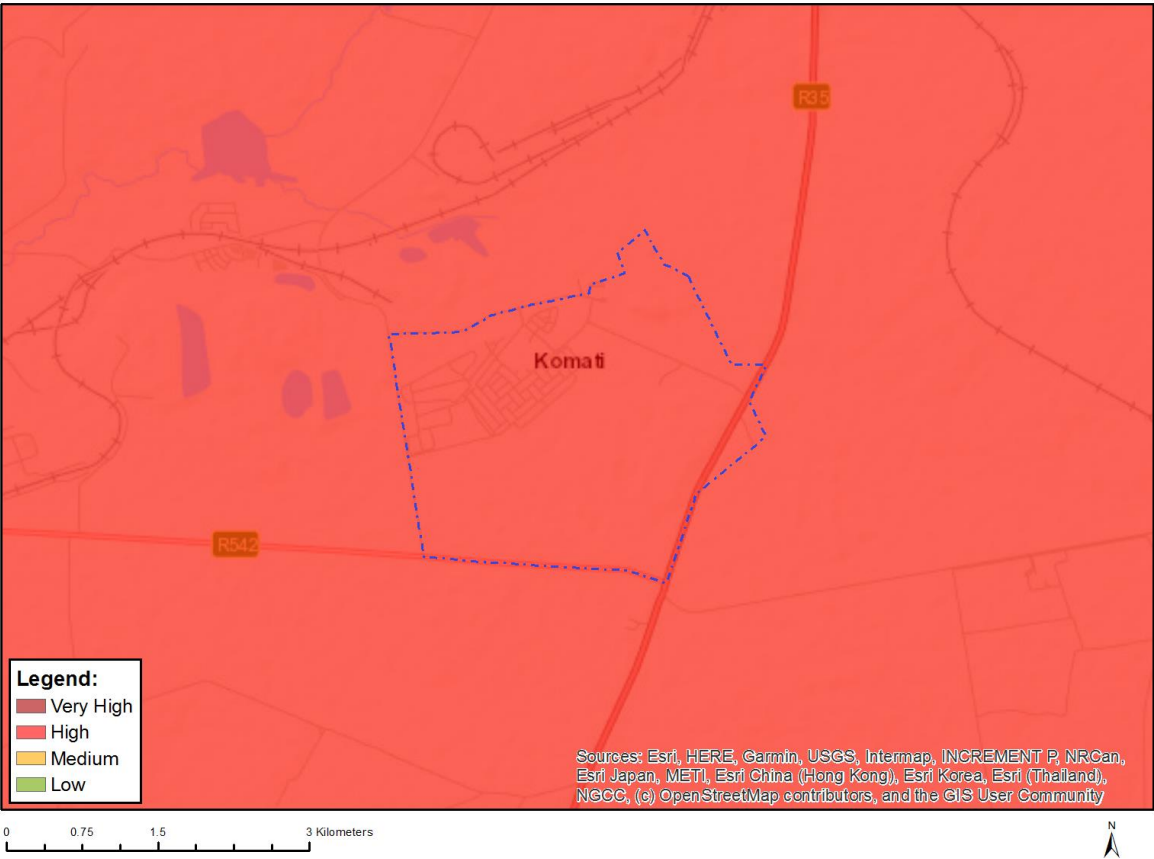 R35
Komati
R542
Legend:
Very High
High
Medium
Low
Sources: Esri, HERE, Garmin, USGS, Intermap, INCREMENT P, NRCan,
Esri Japan, METI, Esri China (Hong Kong), Esri Korea, Esri (Thailand),
NGCC, (c) OpenStreetMap contributors, and the GIS User Community
0 0.75 1.5 3 Kilometers
N